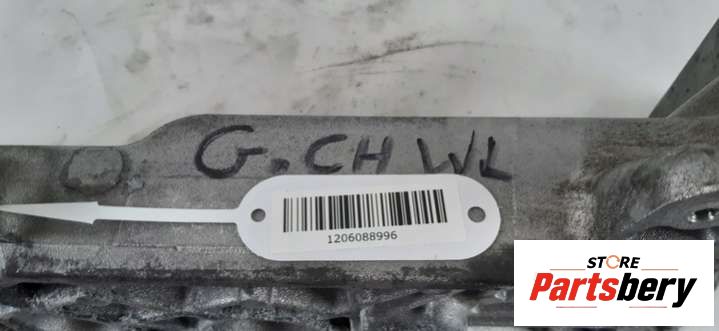 G. CH WL
1206088996
STORE
Partsbery